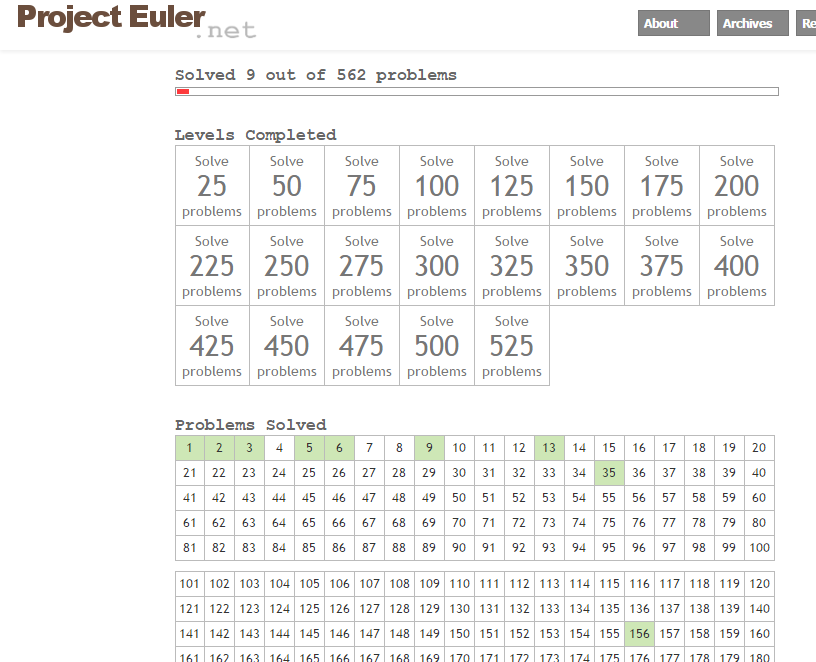 Project Euler
.net
About
Archives
Re
Solved 9 out of 562 problems
Levels Completed
Solve Solve Solve Solve Solve Solve Solve Solve
25 50 75 100 125 150 175 200
problems problems problems problems problems problems problems problems
Solve Solve Solve Solve Solve Solve Solve Solve
225 250 275 300 325 350 375 400
problems problems problems problems problems problems problems problems
Solve Solve Solve Solve Solve
425 450 475 500 525
problems problems problems problems problems
Problems Solved
1 2 3 4 5 6 7 8 9 10 11 12 13 14 15 16 17 18 19 20
21 22 23 24 25 26 27 28 29 30 31 32 33 34 35 36 37 38 39 40
41 42 43 44 45 46 47 48 49 50 51 52 53 54 55 56 57 58 59 60
61 62 63 64 65 66 67 68 69 70 71 72 73 74 75 76 77 78 79 80
81 82 83 84 85 86 87 88 89 90 91 92 93 94 95 96 97 98 99 100
101 102 103 104 105 106 107 108 109 110 111 112 113 114 115 116 117 118 119 120
121 122 123 124 125 126 127 128 129 130 131 132 133 134 135 136 137 138 139 140
141 142 143 144 145 146 147 148 149 150 151 152 153 154 155 156 157 158 159 160
161 162 163 164 165 166 167 168 169 170 171 172 173 174 175 176 177 178 179 180